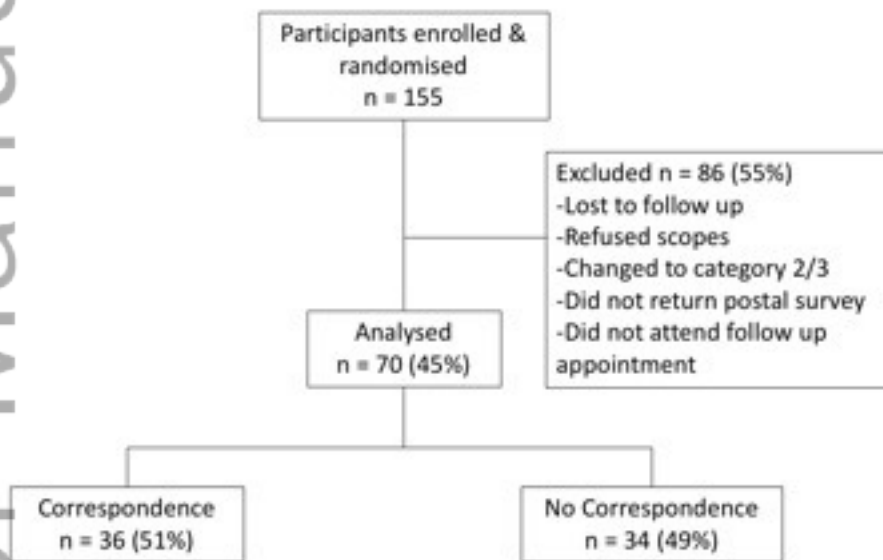 Participants enrolled &
randomised
n = 155
Excluded n = 86 (55%)
-Lost to follow up
-Refused scopes
-Changed to category 2/3
-Did not return postal survey
-Did not attend follow up
appointment
Analysed
n = 70 (45%)
Correspondence
n = 36 (51%)
No Correspondence
n = 34 (49%)